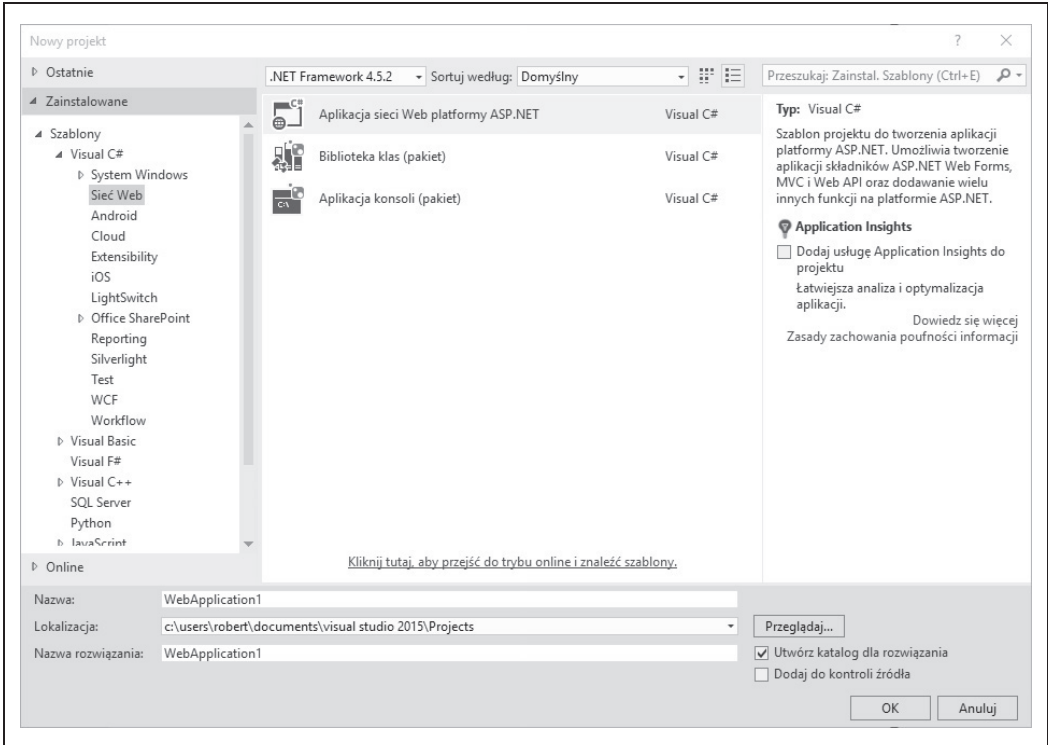 Nowy projekt
?
Ostatnie
.NET Framework 4.5.2
Sortuj według:
Domyślny
Przeszukaj: Zainstal. Szablony (Ctrl+E)
Zainstalowane
Szablony
Visual C#
System Windows
Sieć Web
Android
Cloud
Extensibility
iOS
LightSwitch
Office SharePoint
Reporting
Silverlight
Test
WCF
Workflow
Visual Basic
Visual F#
Visual C++
SQL Server
Python
JavaScript
Online
Aplikacja sieci Web platformy ASP.NET
Visual C#
Biblioteka klas (pakiet)
Visual C#
Aplikacja konsoli (pakiet)
Visual C#
Kliknij tutaj, aby przejść do trybu online i znaleźć szablony.
Typ: Visual C#
Szablon projektu do tworzenia aplikacji
platformy ASP.NET. Umożliwia tworzenie
aplikacji składników ASP.NET Web Forms,
MVC i Web API oraz dodawanie wielu
innych funkcji na platformie ASP.NET.
Application Insights
Dodaj usługę Application Insights do
projektu
Łatwiejsza analiza i optymalizacja
aplikacji.
Dowiedz się więcej
Zasady zachowania poufności informacji
Nazwa:
WebApplication1
Lokalizacja:
c:\users\robert\documents\visual studio 2015\Projects
Przeglądaj...
Nazwa rozwiązania:
WebApplication1
Utwórz katalog dla rozwiązania
Dodaj do kontroli źródła
OK
Anuluj